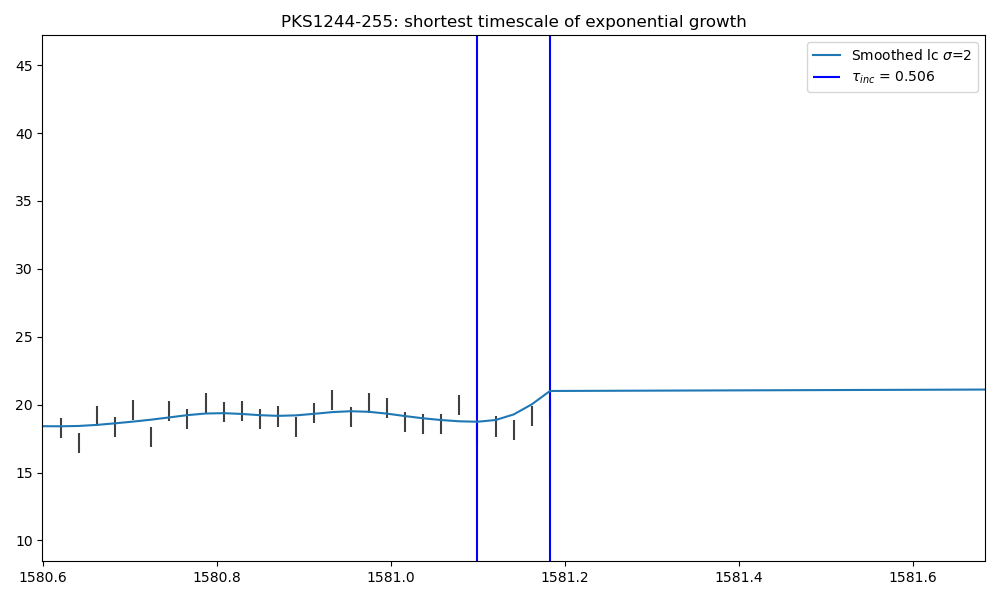 PKS1244-255: shortest timescale of exponential growth
Smoothed lc σ=2
τ_inc = 0.506
45
40
35
30
25
20
15
10
1580.6 1580.8 1581.0 1581.2 1581.4 1581.6